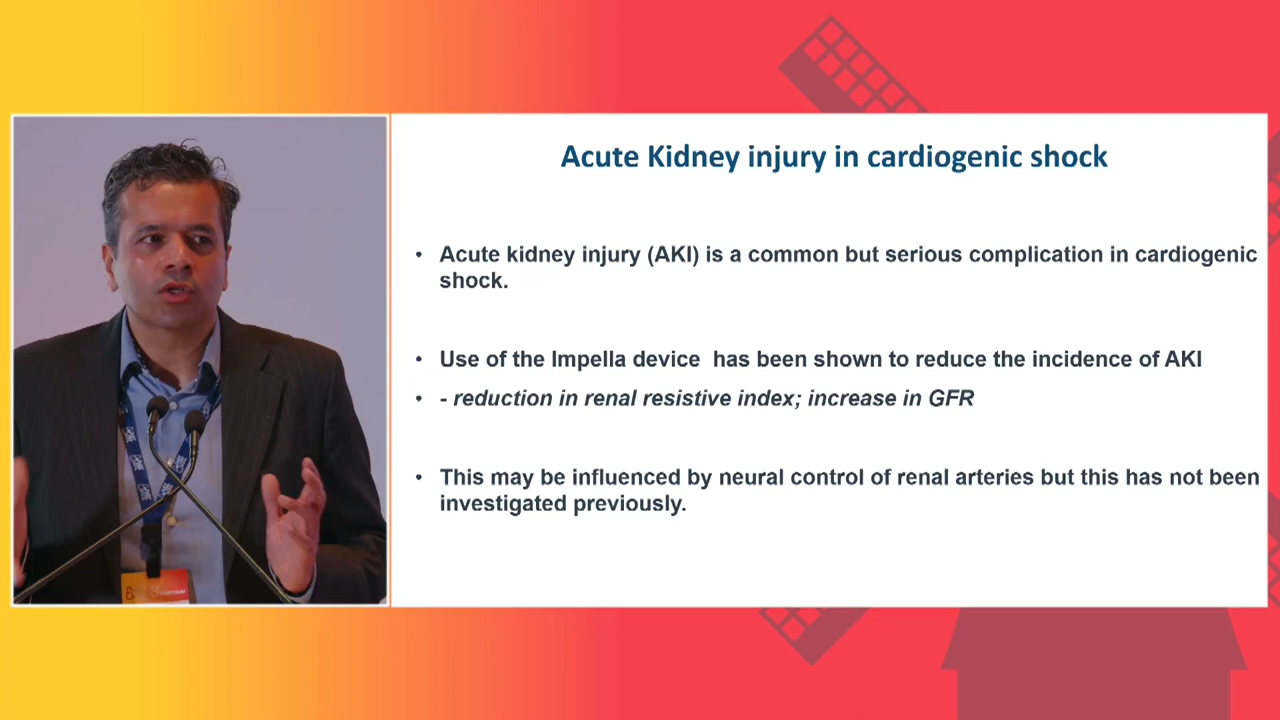 Acute Kidney injury in cardiogenic shock
• Acute kidney injury (AKI) is a common but serious complication in cardiogenic
shock.
• Use of the Impella device has been shown to reduce the incidence of AKI
• - reduction in renal resistive index; increase in GFR
• This may be influenced by neural control of renal arteries but this has not been
investigated previously.